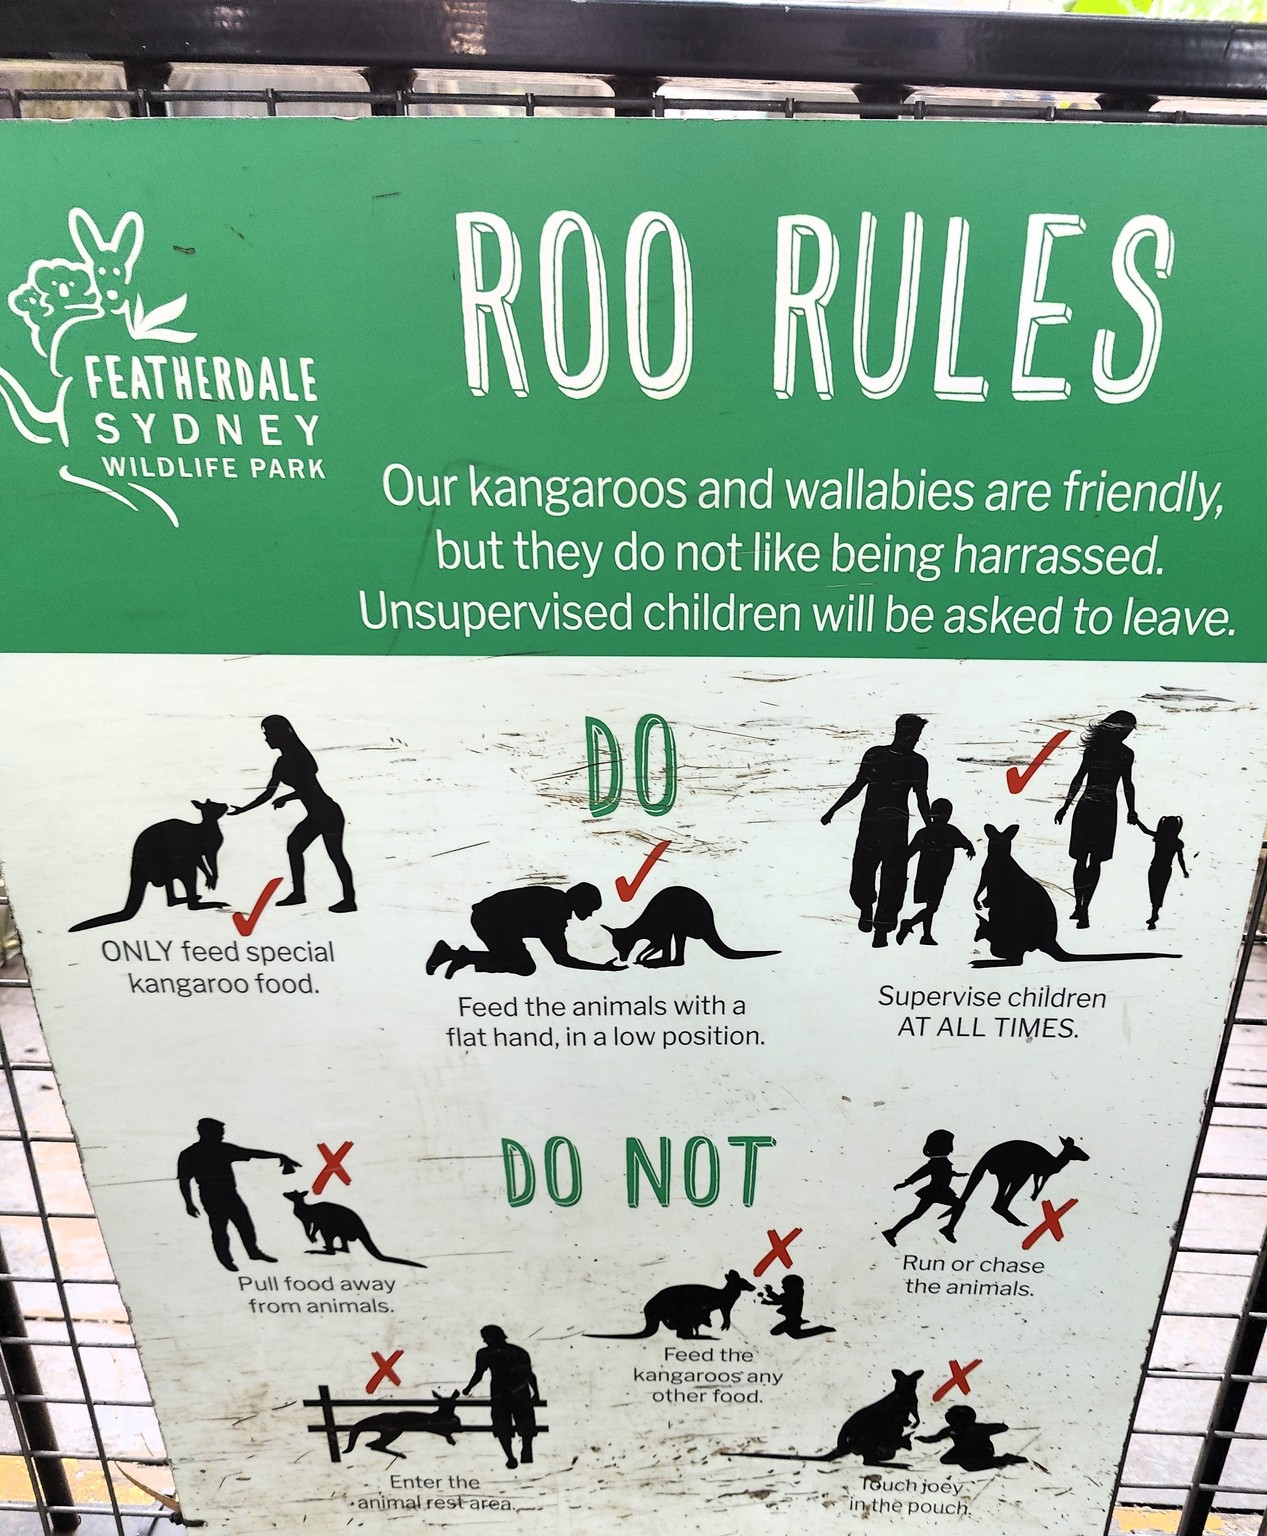 FEATHERDALE
SYDNEY
WILDLIFE PARK
ROO RULES
Our kangaroos and wallabies are friendly,
but they do not like being harrassed.
Unsupervised children will be asked to leave.
DO
ONLY feed special
kangaroo food.
Feed the animals with a
flat hand, in a low position.
Supervise children
AT ALL TIMES.
DO NOT
Pull food away
from animals.
Run or chase
the animals.
Feed the
kangaroos any
other food.
Enter the
animal rest area.
Touch joey
in the pouch.